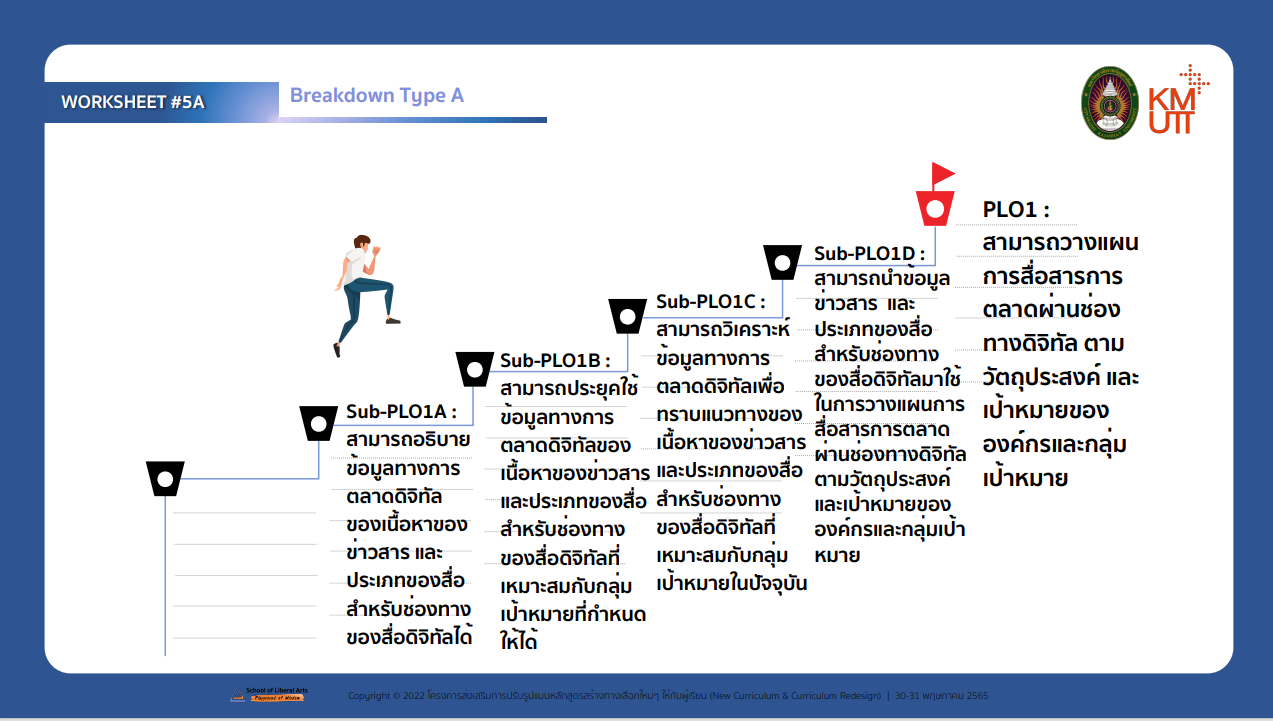 WORKSHEET #5A
Breakdown Type A
KM
UTT
PLO1 :
สามารถวางแผน
การสื่อสารการ
ตลาดผ่านช่อง
ทางดิจิทัล ตาม
วัตถุประสงค์ และ
เป้าหมายของ
องค์กรและกลุ่ม
เป้าหมาย
Sub-PLO1D :
สามารถนำข้อมูล
ข่าวสาร และ
ประเภทของสื่อ
สำหรับช่องทาง
ของสื่อดิจิทัลมาใช้
ในการวางแผนการ
สื่อสารการตลาด
ผ่านช่องทางดิจิทัล
ตามวัตถุประสงค์
และเป้าหมายของ
องค์กรและกลุ่มเป้า
หมาย
Sub-PLO1C :
สามารถวิเคราะห์
ข้อมูลทางการ
ตลาดดิจิทัลเพื่อ
ทราบแนวทางของ
เนื้อหาของข่าวสาร
และประเภทของสื่อ
สำหรับช่องทาง
ของสื่อดิจิทัลที่
เหมาะสมกับกลุ่ม
เป้าหมายในปัจจุบัน
Sub-PLO1B :
สามารถประยุคใช้
ข้อมูลทางการ
ตลาดดิจิทัลของ
เนื้อหาของข่าวสาร
และประเภทของสื่อ
สำหรับช่องทาง
ของสื่อดิจิทัลที่
เหมาะสมกับกลุ่ม
เป้าหมายที่กำหนด
ให้ได้
Sub-PLO1A :
สามารถอธิบาย
ข้อมูลทางการ
ตลาดดิจิทัล
ของเนื้อหาของ
ข่าวสาร และ
ประเภทของสื่อ
สำหรับช่องทาง
ของสื่อดิจิทัลได้
School of Liberal Arts
Playground of Wisdom
Copyright © 2022 โครงการส่งเสริมการปรับรูปแบบหลักสูตรสร้างทางเลือกใหม่ๆ ให้กับผู้เรียน (New Curriculum & Curriculum Redesign) | 30-31 พฤษภาคม 2565